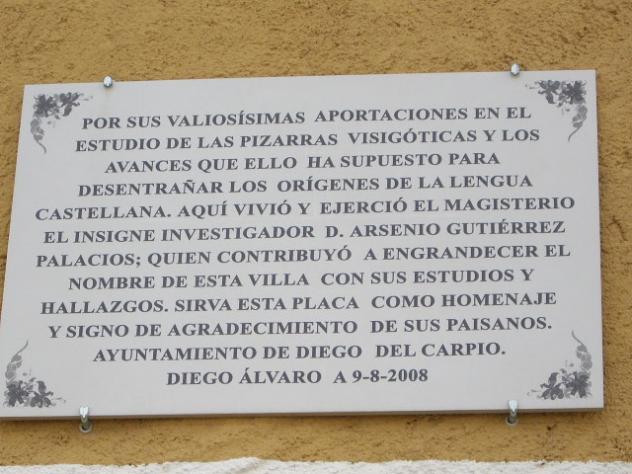 POR SUS VALIOSÍSIMAS APORTACIONES EN EL
ESTUDIO DE LAS PIZARRAS VISIGÓTICAS Y LOS
AVANCES QUE ELLO HA SUPUESTO PARA
DESENTRAÑAR LOS ORÍGENES DE LA LENGUA
CASTELLANA. AQUÍ VIVIÓ Y EJERCIÓ EL MAGISTERIO
EL INSIGNE INVESTIGADOR D. ARSENIO GUTIÉRREZ
PALACIOS; QUIEN CONTRIBUYÓ A ENGRANDECER EL
NOMBRE DE ESTA VILLA CON SUS ESTUDIOS Y
HALLAZGOS. SIRVA ESTA PLACA COMO HOMENAJE
Y SIGNO DE AGRADECIMIENTO DE SUS PAISANOS.
AYUNTAMIENTO DE DIEGO DEL CARPIO.
DIEGO ÁLVARO A 9-8-2008